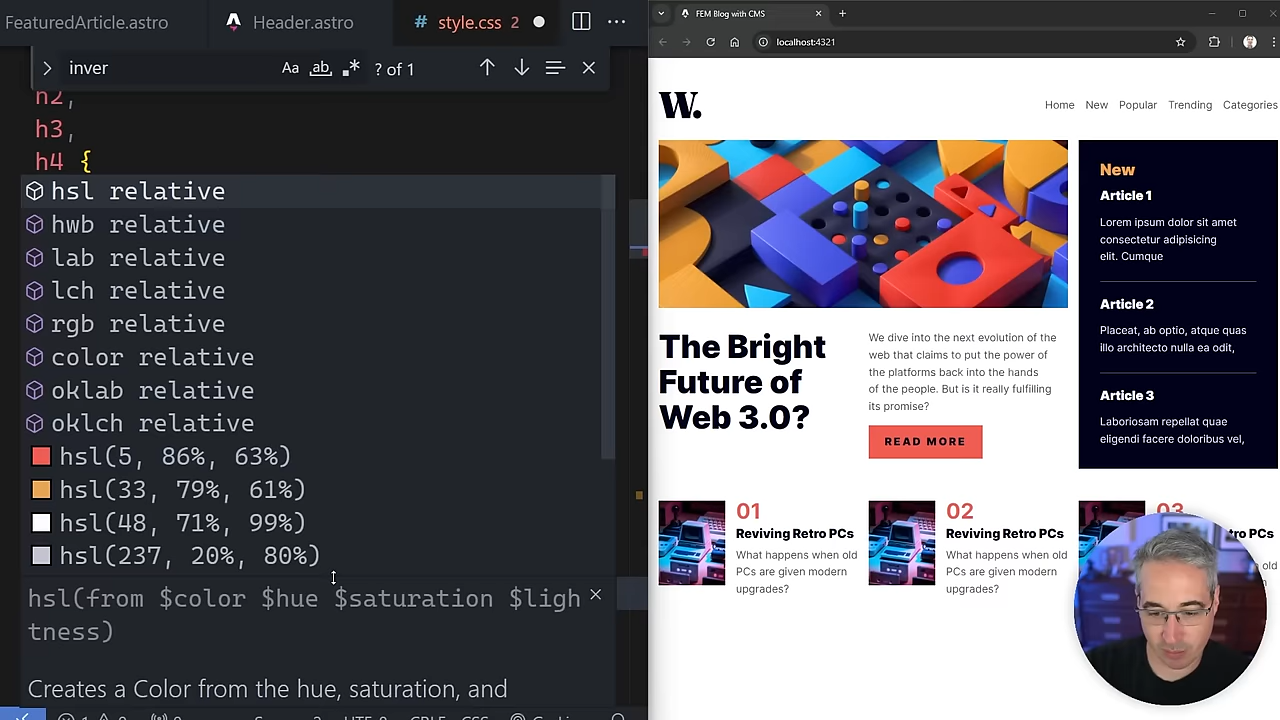 FeaturedArticle.astro
Header.astro
# style.css 2
inver
Aa
ab
? of 1
h2,
h3,
h4 {
hsl relative
hwb relative
lab relative
lch relative
rgb relative
color relative
oklab relative
oklch relative
hsl(5, 86%, 63%)
hsl(33, 79%, 61%)
hsl(48, 71%, 99%)
hsl(237, 20%, 80%)
hsl(from $color $hue $saturation $ligh
tness)
Creates a Color from the hue, saturation, and
FEM Blog with CMS
localhost:4321
W.
Home
New
Popular
Trending
Categories
The Bright
Future of
Web 3.0?
We dive into the next evolution of the
web that claims to put the power of
the platforms back into the hands
of the people. But is it really fulfilling
its promise?
READ MORE
New
Article 1
Lorem ipsum dolor sit amet
consectetur adipisicing
elit. Cumque
Article 2
Placeat, ab optio, atque quas
illo architecto nulla ea odit,
Article 3
Laboriosam repellat quae
eligendi facere doloribus vel,
01
Reviving Retro PCs
What happens when old
PCs are given modern
upgrades?
02
Reviving Retro PCs
What happens when old
PCs are given modern
upgrades?
03
tro PCs
old